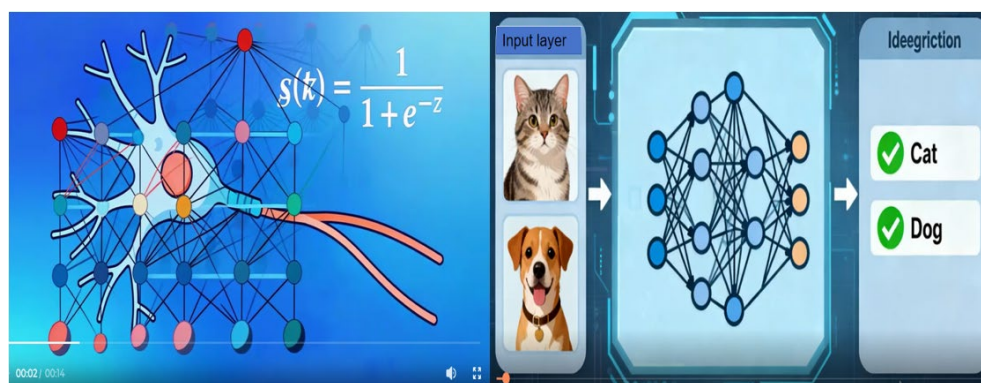 s(k) = 1 / 1 + e^-z
00:02 / 00:14
Input layer
Ideegriction
Cat
Dog